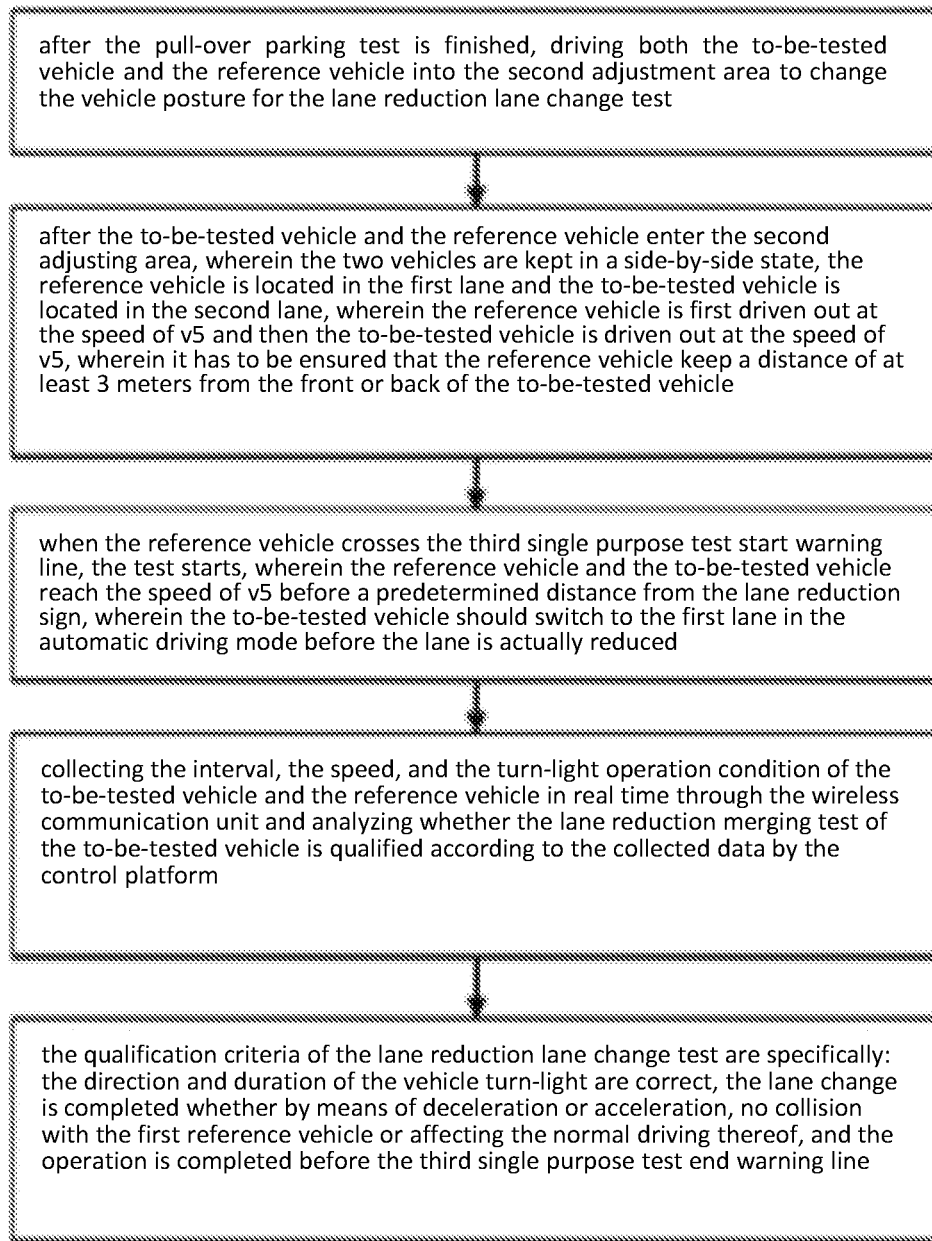 after the pull-over parking test is finished, driving both the to-be-tested
vehicle and the reference vehicle into the second adjustment area to change
the vehicle posture for the lane reduction lane change test
after the to-be-tested vehicle and the reference vehicle enter the second
adjusting area, wherein the two vehicles are kept in a side-by-side state, the
reference vehicle is located in the first lane and the to-be-tested vehicle is
located in the second lane, wherein the reference vehicle is first driven out at
the speed of v5 and then the to-be-tested vehicle is driven out at the speed of
v5, wherein it has to be ensured that the reference vehicle keep a distance of at
least 3 meters from the front or back of the to-be-tested vehicle
when the reference vehicle crosses the third single purpose test start warning
line, the test starts, wherein the reference vehicle and the to-be-tested vehicle
reach the speed of v5 before a predetermined distance from the lane reduction
sign, wherein the to-be-tested vehicle should switch to the first lane in the
automatic driving mode before the lane is actually reduced
collecting the interval, the speed, and the turn-light operation condition of the
to-be-tested vehicle and the reference vehicle in real time through the wireless
communication unit and analyzing whether the lane reduction merging test of
the to-be-tested vehicle is qualified according to the collected data by the
control platform
the qualification criteria of the lane reduction lane change test are specifically:
the direction and duration of the vehicle turn-light are correct, the lane change
is completed whether by means of deceleration or acceleration, no collision
with the first reference vehicle or affecting the normal driving thereof, and the
operation is completed before the third single purpose test end warning line